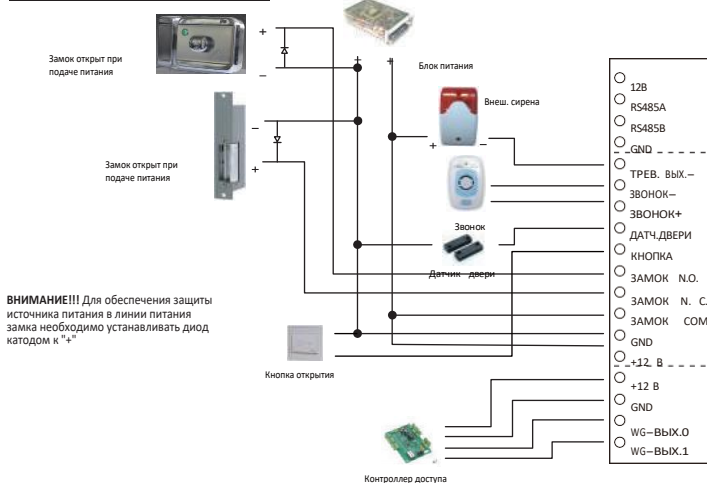 Замок открыт при
подаче питания
+
–
+
+
Блок питания
Внеш. сирена
+
–
Замок открыт при
подаче питания
–
+
Звонок
Датчик двери
ВНИМАНИЕ!!! Для обеспечения защиты
источника питания в линии питания
замка необходимо устанавливать диод
катодом к "+"
Кнопка открытия
Контроллер доступа
12В
RS485A
RS485B
GND
ТРЕВ. ВЫХ.–
ЗВОНОК–
ЗВОНОК+
ДАТЧ.ДВЕРИ
КНОПКА
ЗАМОК N.O.
ЗАМОК N. C.
ЗАМОК COM
GND
+12 В
+12 В
GND
WG–ВЫХ.0
WG–ВЫХ.1